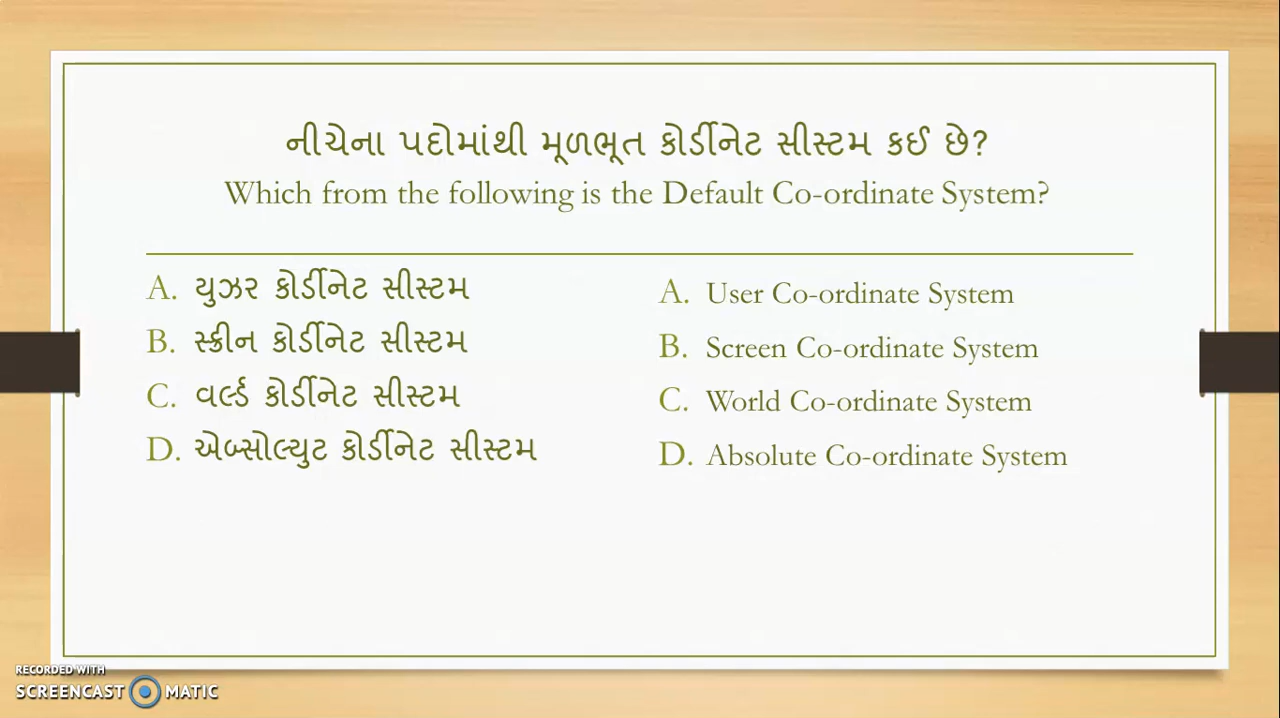 નીચેના પદોમાંથી મૂળભૂત કોર્ડીનેટ સીસ્ટમ કઈ છે?
Which from the following is the Default Co-ordinate System?
A. યુઝર કોર્ડીનેટ સીસ્ટમ
B. સ્ક્રીન કોર્ડીનેટ સીસ્ટમ
C. વર્લ્ડ કોર્ડીનેટ સીસ્ટમ
D. એબ્સોલ્યુટ કોર્ડીનેટ સીસ્ટમ
A. User Co-ordinate System
B. Screen Co-ordinate System
C. World Co-ordinate System
D. Absolute Co-ordinate System
RECORDED WITH
SCREENCAST MATIC